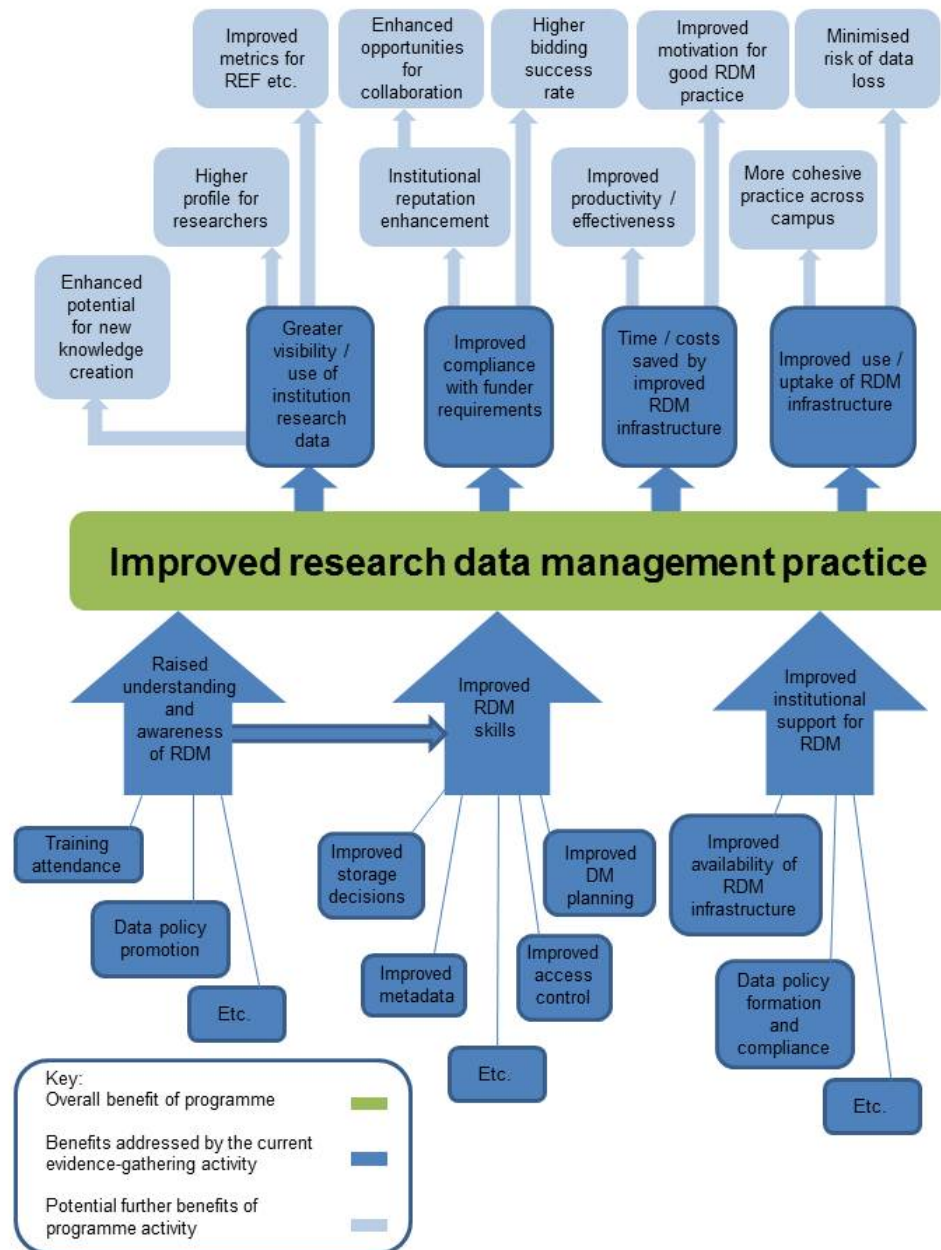 Improved
metrics for
REF etc.
Enhanced
opportunities
for
collaboration
Higher
bidding
success
rate
Improved
motivation for
good RDM
practice
Minimised
risk of data
loss
Higher
profile for
researchers
Institutional
reputation
enhancement
Improved
productivity /
effectiveness
More cohesive
practice across
campus
Enhanced
potential
for new
knowledge
creation
Greater
visibility /
use of
institution
research
data
Improved
compliance
with funder
requirements
Time / costs
saved by
improved
RDM
infrastructure
Improved use /
uptake of RDM
infrastructure
Improved research data management practice
Raised
understanding
and
awareness
of RDM
Improved
RDM
skills
Improved
institutional
support for
RDM
Training
attendance
Data policy
promotion
Etc.
Improved
storage
decisions
Improved
metadata
Etc.
Improved
access
control
Improved
DM
planning
Improved
availability of
RDM
infrastructure
Data policy
formation
and
compliance
Etc.
Key:
Overall benefit of programme
Benefits addressed by the current
evidence-gathering activity
Potential further benefits of
programme activity